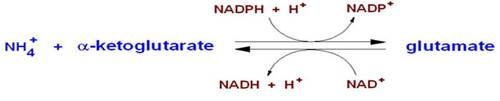 NADPH + H⁺ NADP⁺
NH₄⁺ + α-ketoglutarate glutamate
NADH + H⁺ NAD⁺